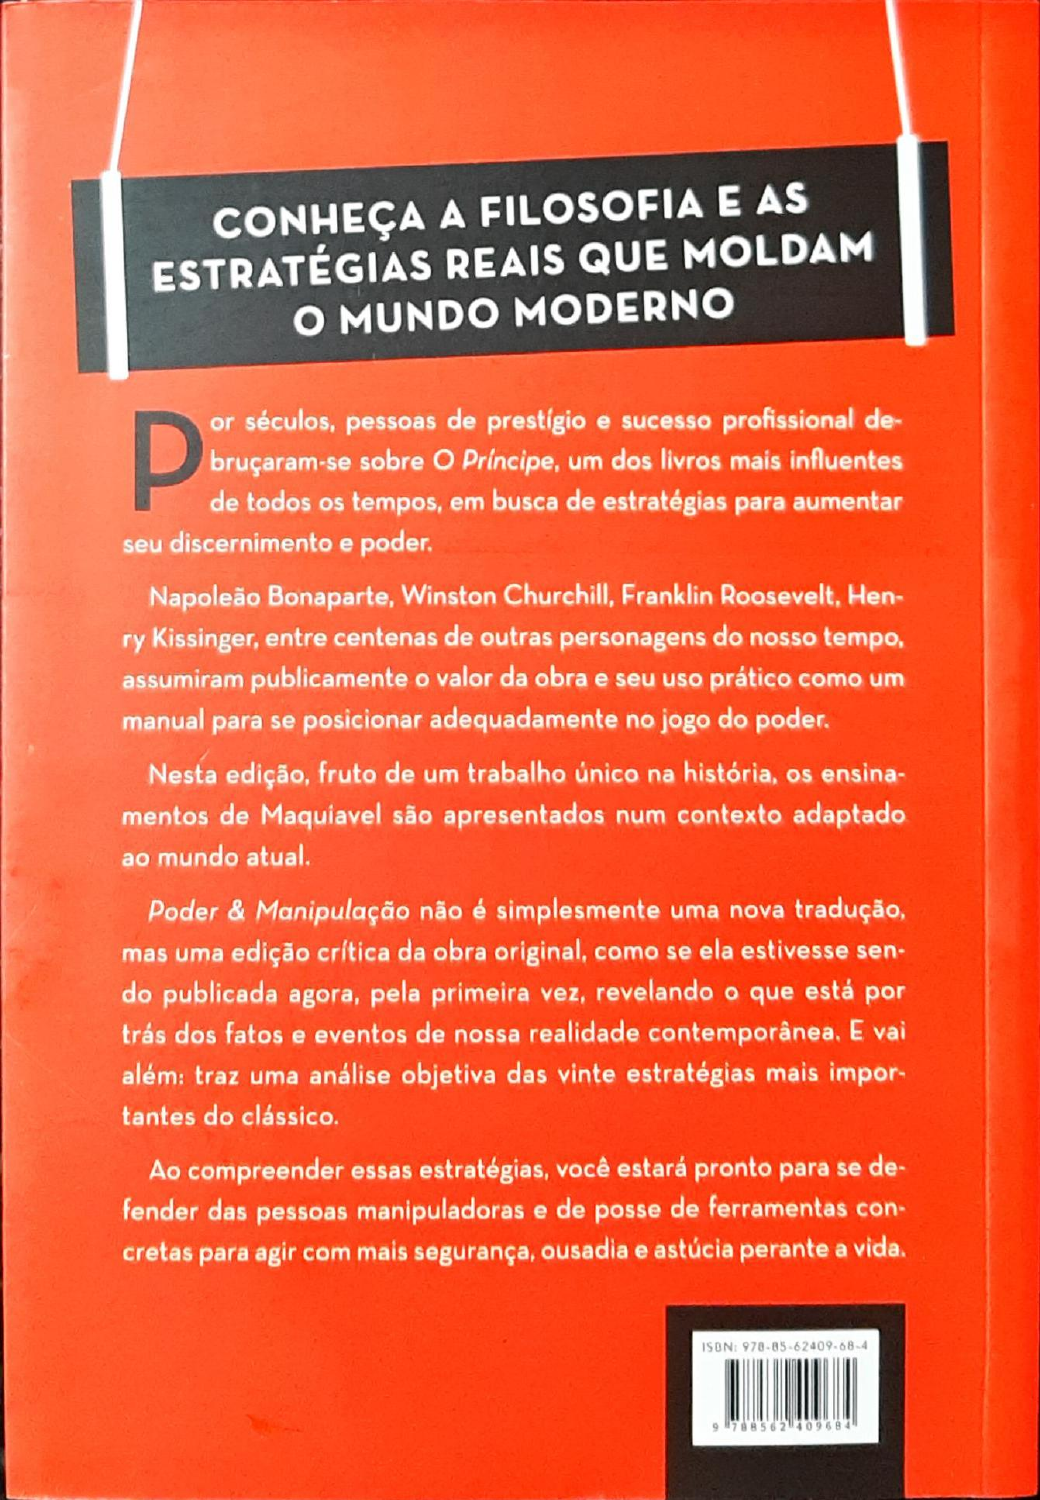 CONHEÇA A FILOSOFIA E AS
ESTRATÉGIAS REAIS QUE MOLDAM
O MUNDO MODERNO
Por séculos, pessoas de prestígio e sucesso profissional de-
bruçaram-se sobre O Príncipe, um dos livros mais influentes
de todos os tempos, em busca de estratégias para aumentar
seu discernimento e poder.
Napoleão Bonaparte, Winston Churchill, Franklin Roosevelt, Hen-
ry Kissinger, entre centenas de outras personagens do nosso tempo,
assumiram publicamente o valor da obra e seu uso prático como um
manual para se posicionar adequadamente no jogo do poder.
Nesta edição, fruto de um trabalho único na história, os ensina-
mentos de Maquiavel são apresentados num contexto adaptado
ao mundo atual.
Poder & Manipulação não é simplesmente uma nova tradução,
mas uma edição crítica da obra original, como se ela estivesse sen-
do publicada agora, pela primeira vez, revelando o que está por
trás dos fatos e eventos de nossa realidade contemporânea. E vai
além: traz uma análise objetiva das vinte estratégias mais impor-
tantes do clássico.
Ao compreender essas estratégias, você estará pronto para se de-
fender das pessoas manipuladoras e de posse de ferramentas con-
cretas para agir com mais segurança, ousadia e astúcia perante a vida.
ISBN: 978-85-62409-68-4
9 788562 409684